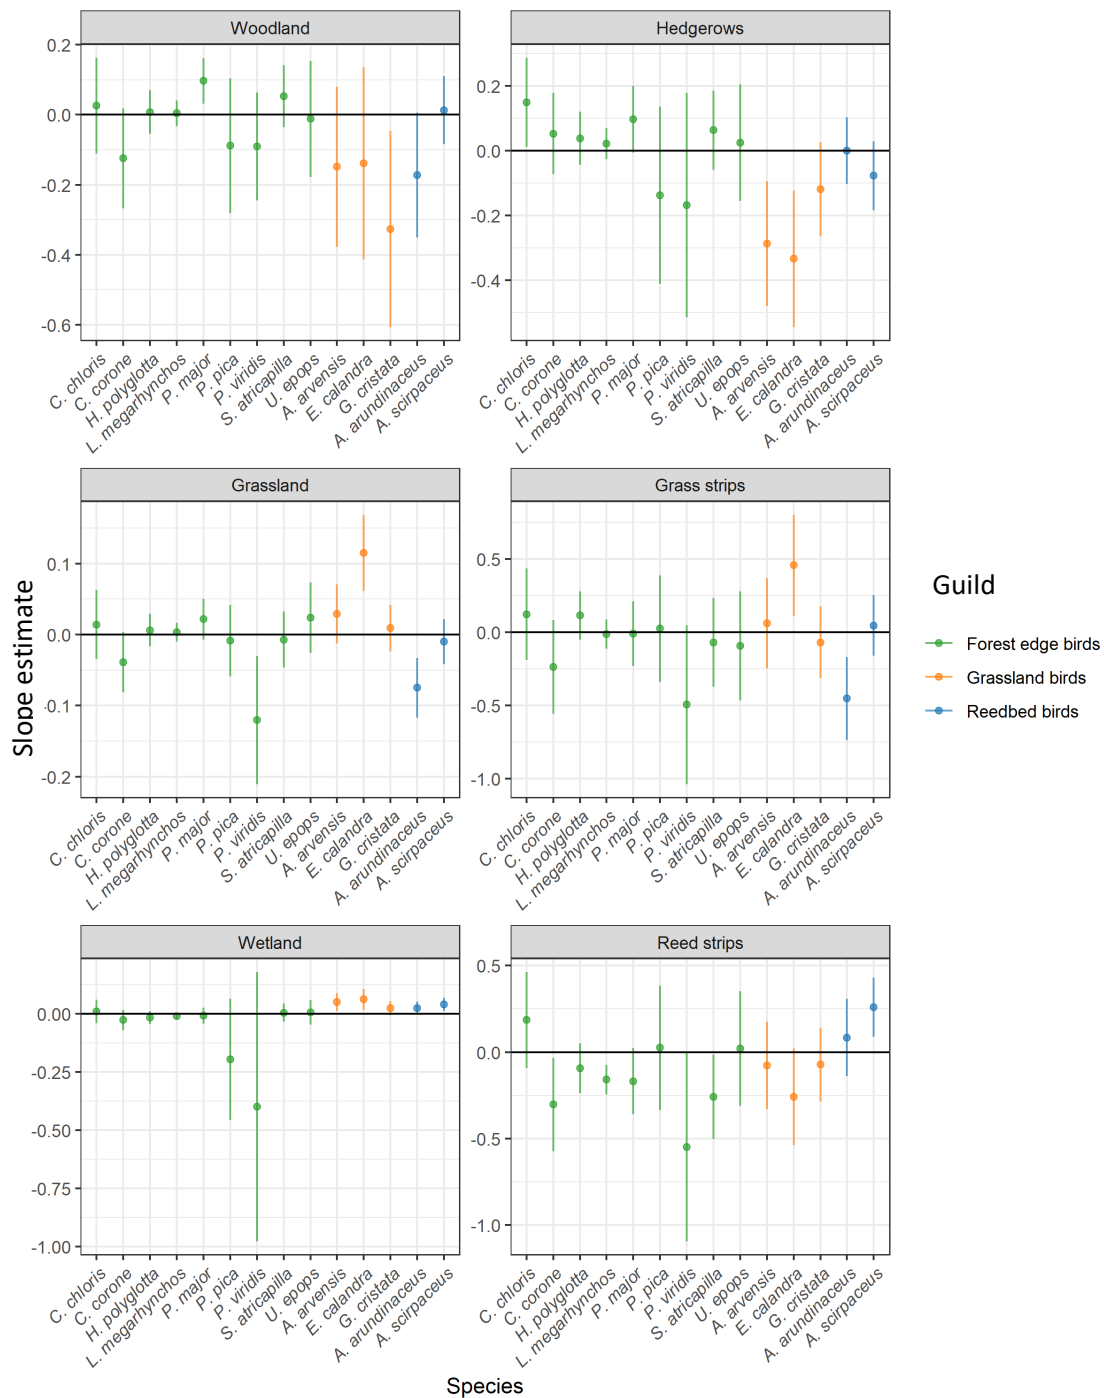 Woodland
Hedgerows
0.2
0.0
-0.2
-0.4
-0.6
0.2
0.0
-0.2
-0.4
C. chloris
C. corone
H. polyglotta
L. megarhynchos
P. major
P. pica
P. viridis
S. atricapilla
U. epops
A. arvensis
E. calandra
G. cristata
A. arundinaceus
A. scirpaceus
C. chloris
C. corone
H. polyglotta
L. megarhynchos
P. major
P. pica
P. viridis
S. atricapilla
U. epops
A. arvensis
E. calandra
G. cristata
A. arundinaceus
A. scirpaceus
Grassland
Grass strips
Slope estimate
0.1
0.0
-0.1
-0.2
0.5
0.0
-0.5
-1.0
C. chloris
C. corone
H. polyglotta
L. megarhynchos
P. major
P. pica
P. viridis
S. atricapilla
U. epops
A. arvensis
E. calandra
G. cristata
A. arundinaceus
A. scirpaceus
C. chloris
C. corone
H. polyglotta
L. megarhynchos
P. major
P. pica
P. viridis
S. atricapilla
U. epops
A. arvensis
E. calandra
G. cristata
A. arundinaceus
A. scirpaceus
Guild
Forest edge birds
Grassland birds
Reedbed birds
Wetland
Reed strips
0.00
-0.25
-0.50
-0.75
-1.00
0.5
0.0
-0.5
-1.0
C. chloris
C. corone
H. polyglotta
L. megarhynchos
P. major
P. pica
P. viridis
S. atricapilla
U. epops
A. arvensis
E. calandra
G. cristata
A. arundinaceus
A. scirpaceus
C. chloris
C. corone
H. polyglotta
L. megarhynchos
P. major
P. pica
P. viridis
S. atricapilla
U. epops
A. arvensis
E. calandra
G. cristata
A. arundinaceus
A. scirpaceus
Species